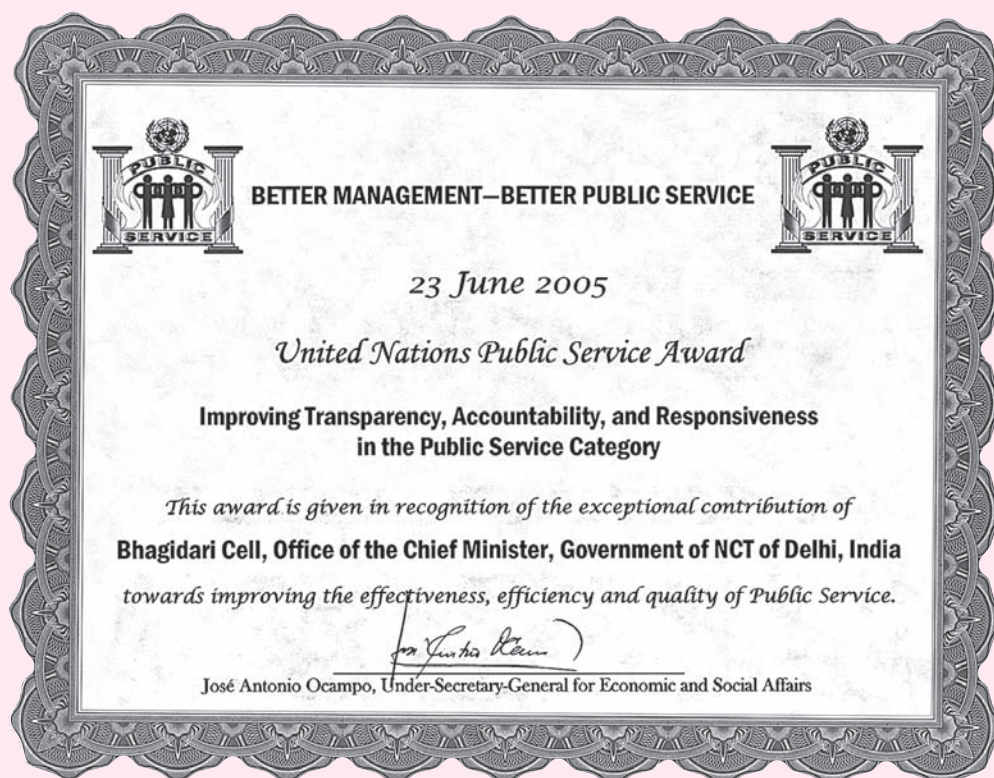 PUBLIC
SERVICE
PUBLIC
SERVICE
BETTER MANAGEMENT—BETTER PUBLIC SERVICE
23 June 2005
United Nations Public Service Award
Improving Transparency, Accountability, and Responsiveness
in the Public Service Category
This award is given in recognition of the exceptional contribution of
Bhagidari Cell, Office of the Chief Minister, Government of NCT of Delhi, India
towards improving the effectiveness, efficiency and quality of Public Service.
José Antonio Ocampo, Under-Secretary-General for Economic and Social Affairs